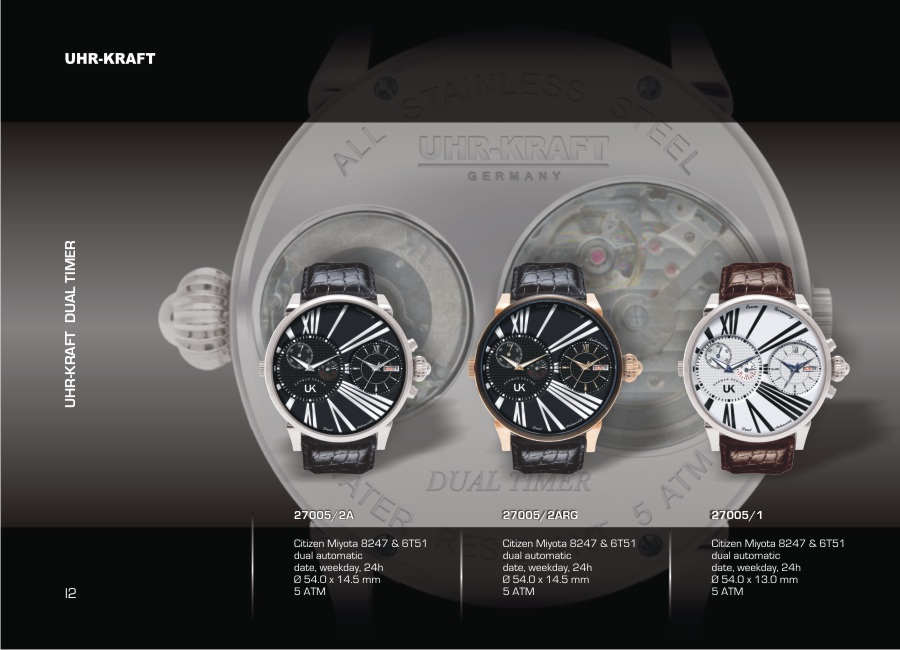 UHR-KRAFT
ALL STAINLESS STEEL
UHR-KRAFT
GERMANY
UHR-KRAFT DUAL TIMER
UK
UK
UK
DUAL TIMER
WATER RESISTANT 5 ATM
27005/2A
Citizen Miyota 8247 & 6T51
dual automatic
date, weekday, 24h
Ø 54.0 x 14.5 mm
5 ATM
27005/2ARG
Citizen Miyota 8247 & 6T51
dual automatic
date, weekday, 24h
Ø 54.0 x 14.5 mm
5 ATM
27005/1
Citizen Miyota 8247 & 6T51
dual automatic
date, weekday, 24h
Ø 54.0 x 13.0 mm
5 ATM
12